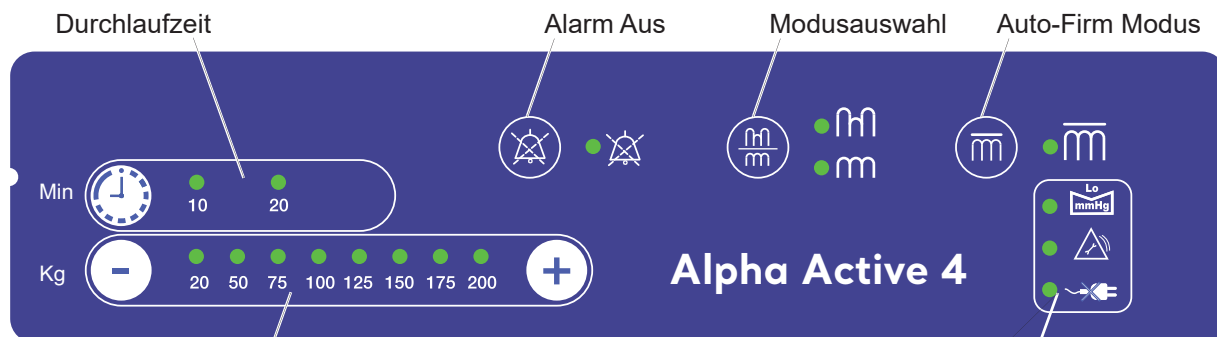 Durchlaufzeit Alarm Aus Modusauswahl Auto-Firm Modus
Min
10 20
Lo
mmHg
Kg
- 20 50 75 100 125 150 175 200 +
Alpha Active 4